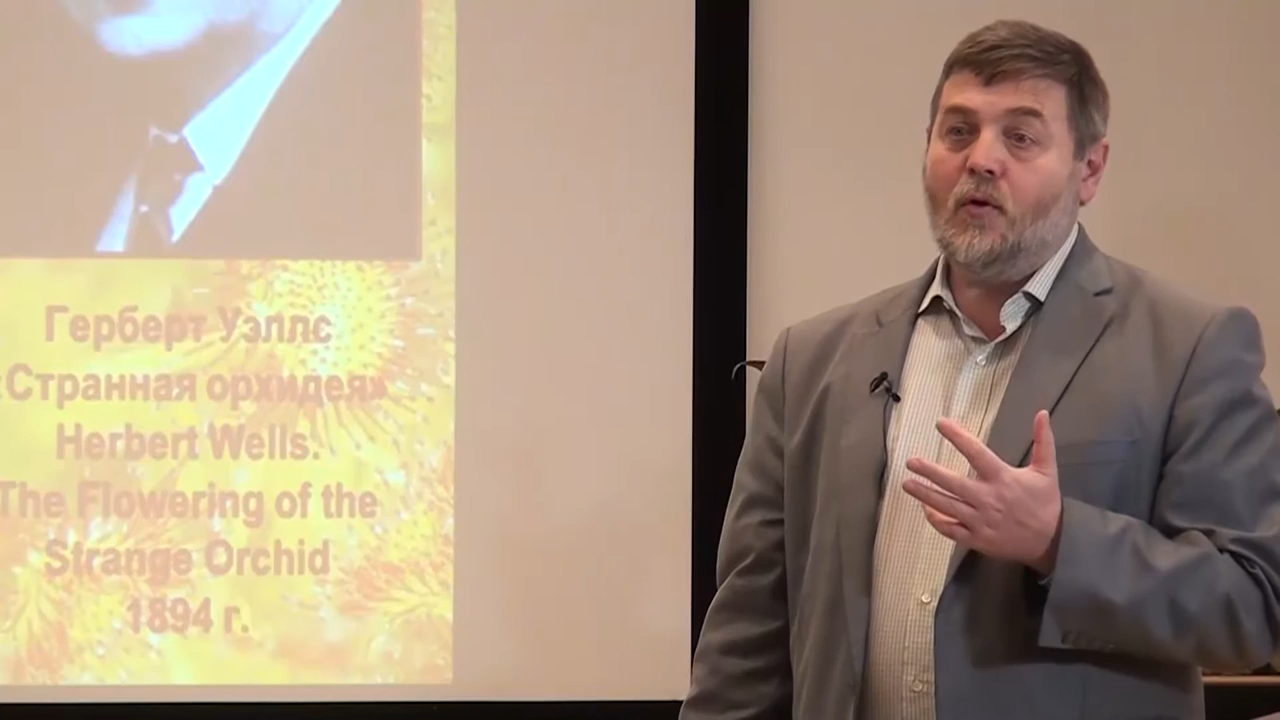 Герберт Уэллс
«Странная орхидея»
Herbert Wells.
The Flowering of the
Strange Orchid
1894 г.